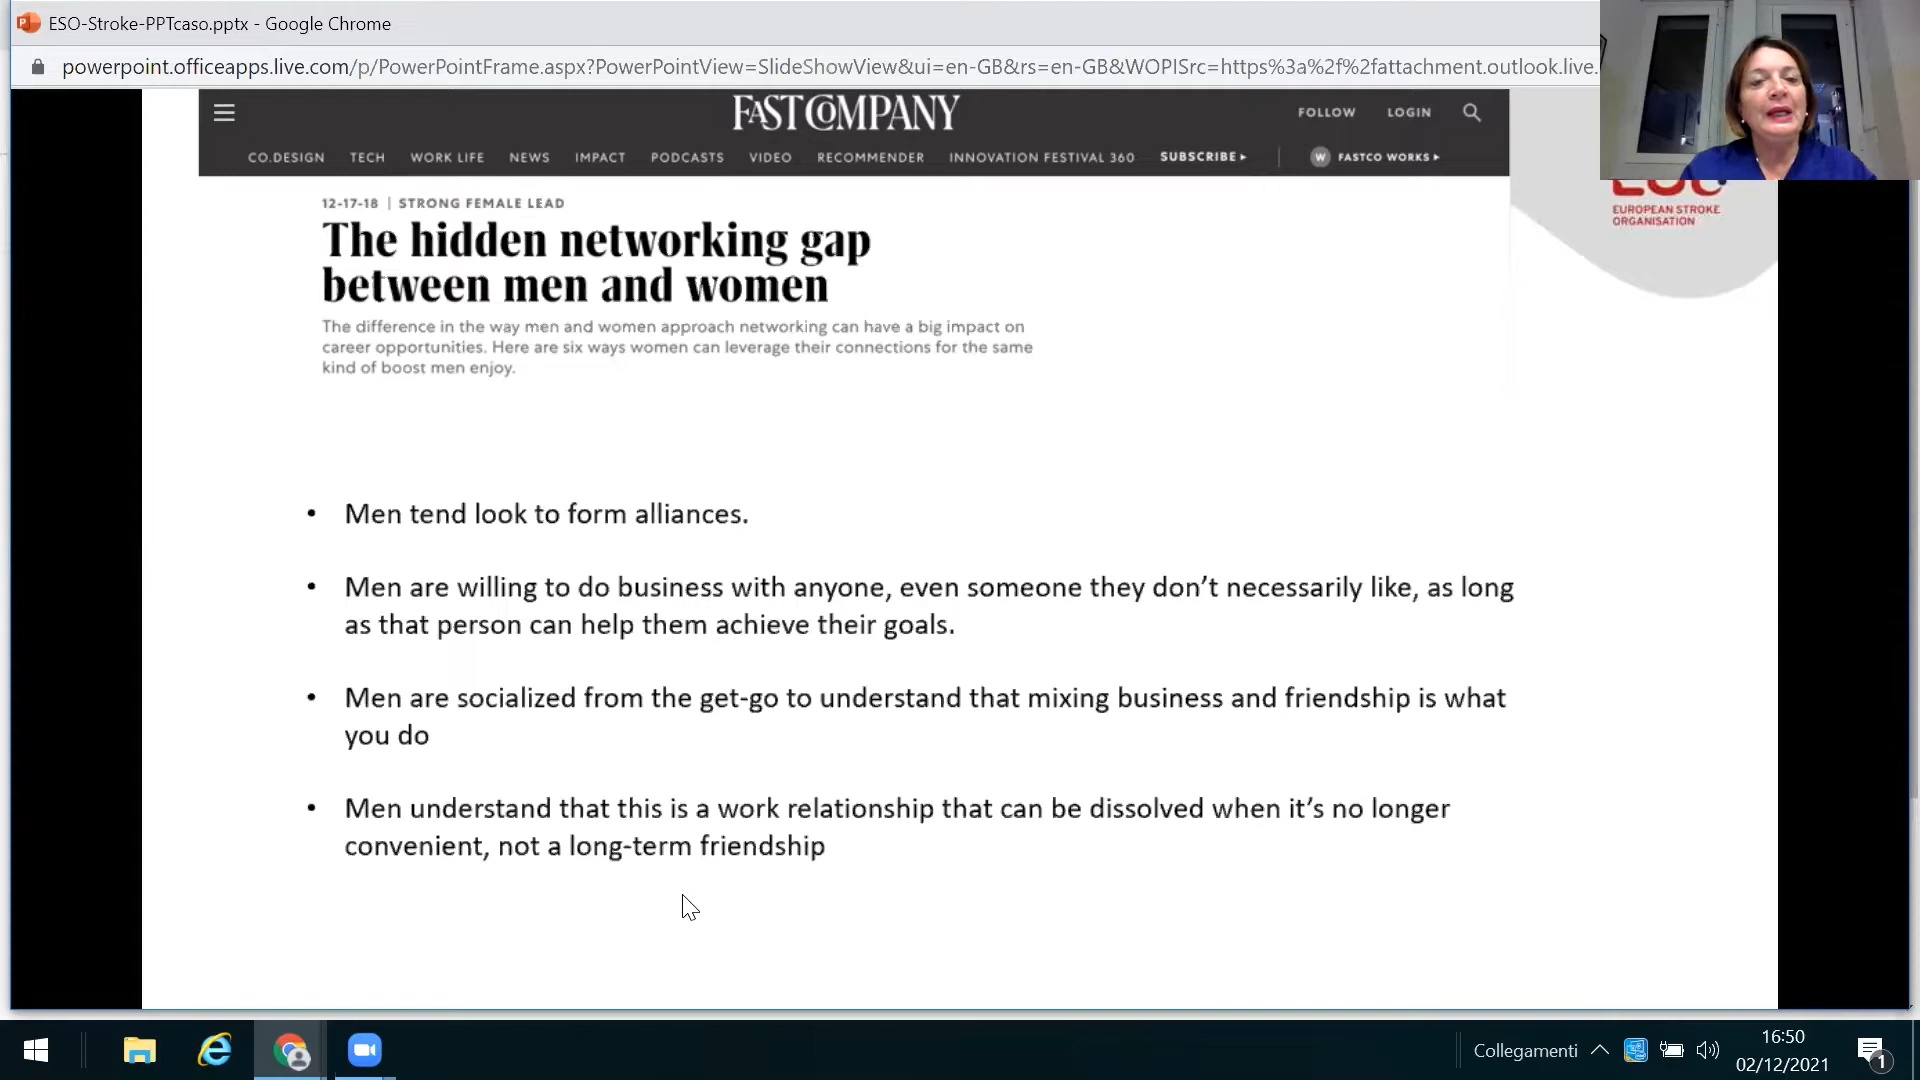 ESO-Stroke-PPTcaso.pptx - Google Chrome
powerpoint.officeapps.live.com/p/PowerPointFrame.aspx?PowerPointView=SlideShowView&ui=en-GB&rs=en-GB&WOPISrc=https%3a%2f%2fattachment.outlook.live.
FAST COMPANY
FOLLOW LOGIN
CO.DESIGN TECH WORK LIFE NEWS IMPACT PODCASTS VIDEO RECOMMENDER INNOVATION FESTIVAL 360 SUBSCRIBE W FASTCO WORKS
EUROPEAN STROKE
ORGANISATION
12-17-18 | STRONG FEMALE LEAD
The hidden networking gap
between men and women
The difference in the way men and women approach networking can have a big impact on
career opportunities. Here are six ways women can leverage their connections for the same
kind of boost men enjoy.
• Men tend look to form alliances.
• Men are willing to do business with anyone, even someone they don’t necessarily like, as long
as that person can help them achieve their goals.
• Men are socialized from the get-go to understand that mixing business and friendship is what
you do
• Men understand that this is a work relationship that can be dissolved when it’s no longer
convenient, not a long-term friendship
Collegamenti
16:50
02/12/2021
1